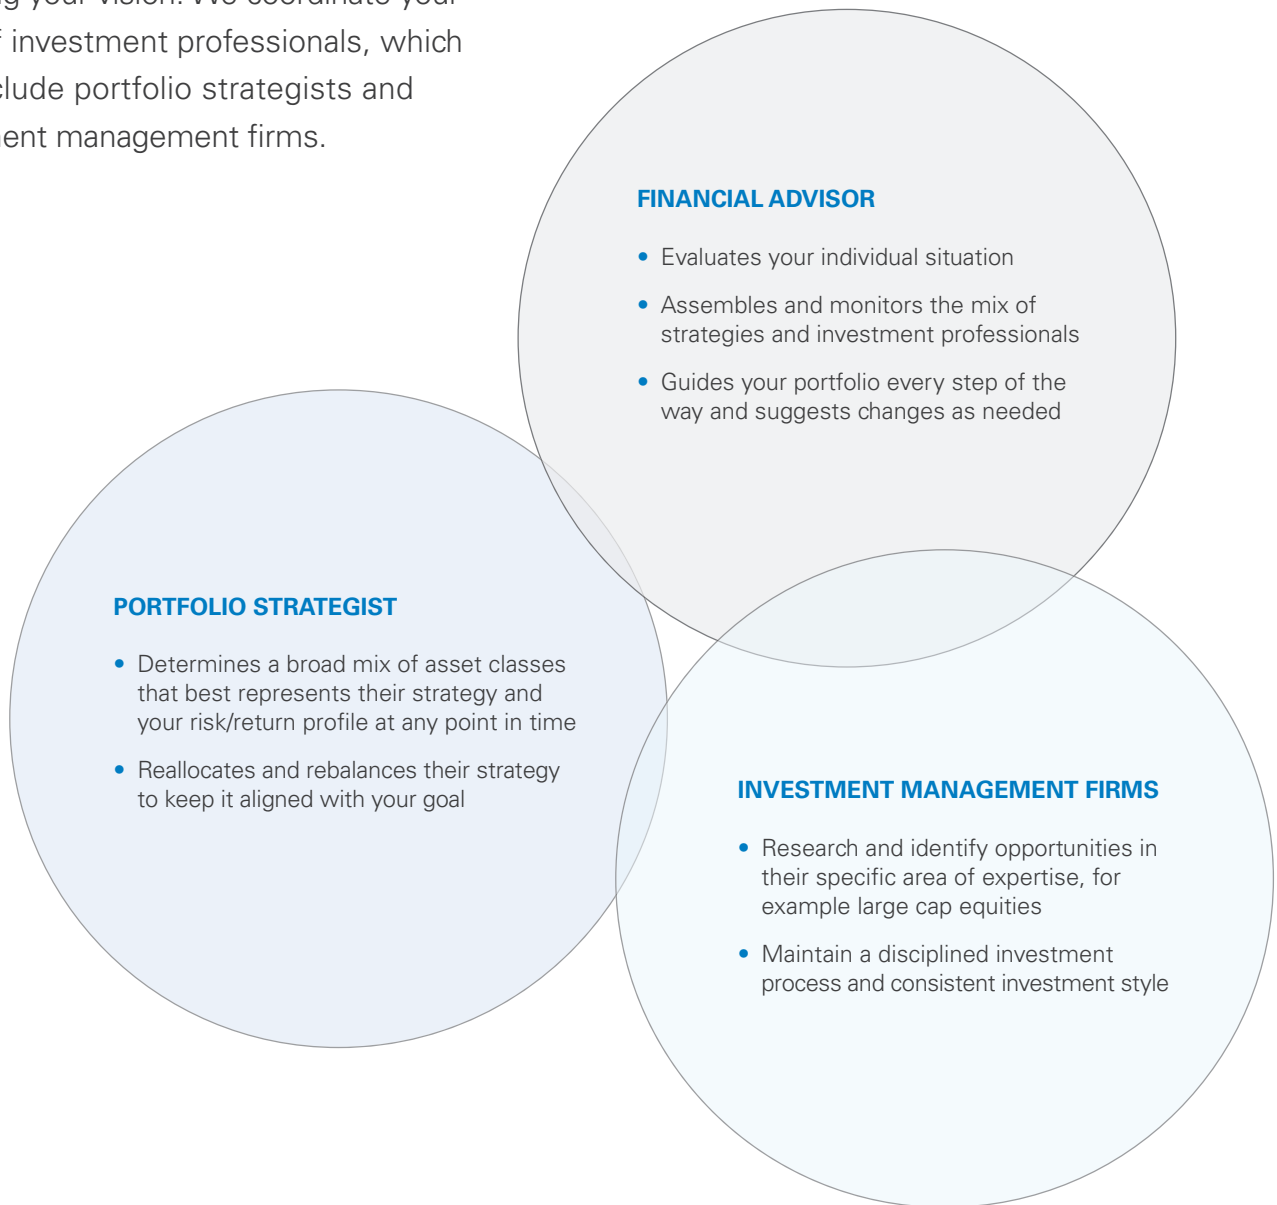 your vision. We coordinate your
investment professionals, which
portfolio strategists and
management firms.
FINANCIAL ADVISOR
• Evaluates your individual situation
• Assembles and monitors the mix of
strategies and investment professionals
• Guides your portfolio every step of the
way and suggests changes as needed
PORTFOLIO STRATEGIST
• Determines a broad mix of asset classes
that best represents their strategy and
your risk/return profile at any point in time
• Reallocates and rebalances their strategy
to keep it aligned with your goal
INVESTMENT MANAGEMENT FIRMS
• Research and identify opportunities in
their specific area of expertise, for
example large cap equities
• Maintain a disciplined investment
process and consistent investment style